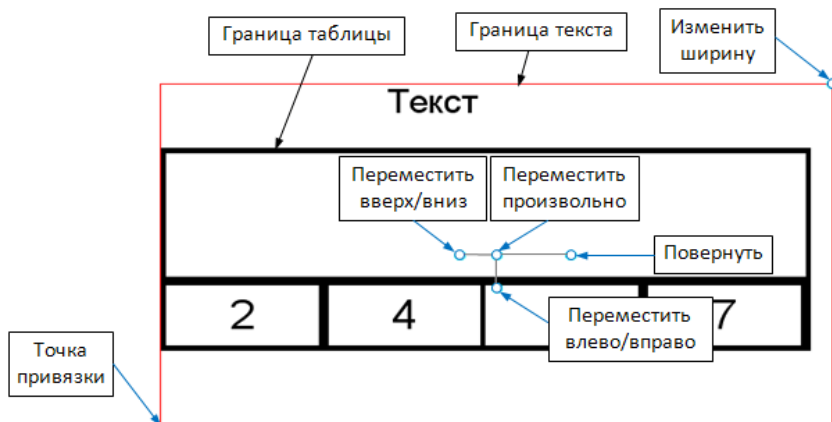 Граница таблицы
Граница текста
Изменить
ширину
Текст
Переместить
вверх/вниз
Переместить
произвольно
Повернуть
2
4
7
Переместить
влево/вправо
Точка
привязки